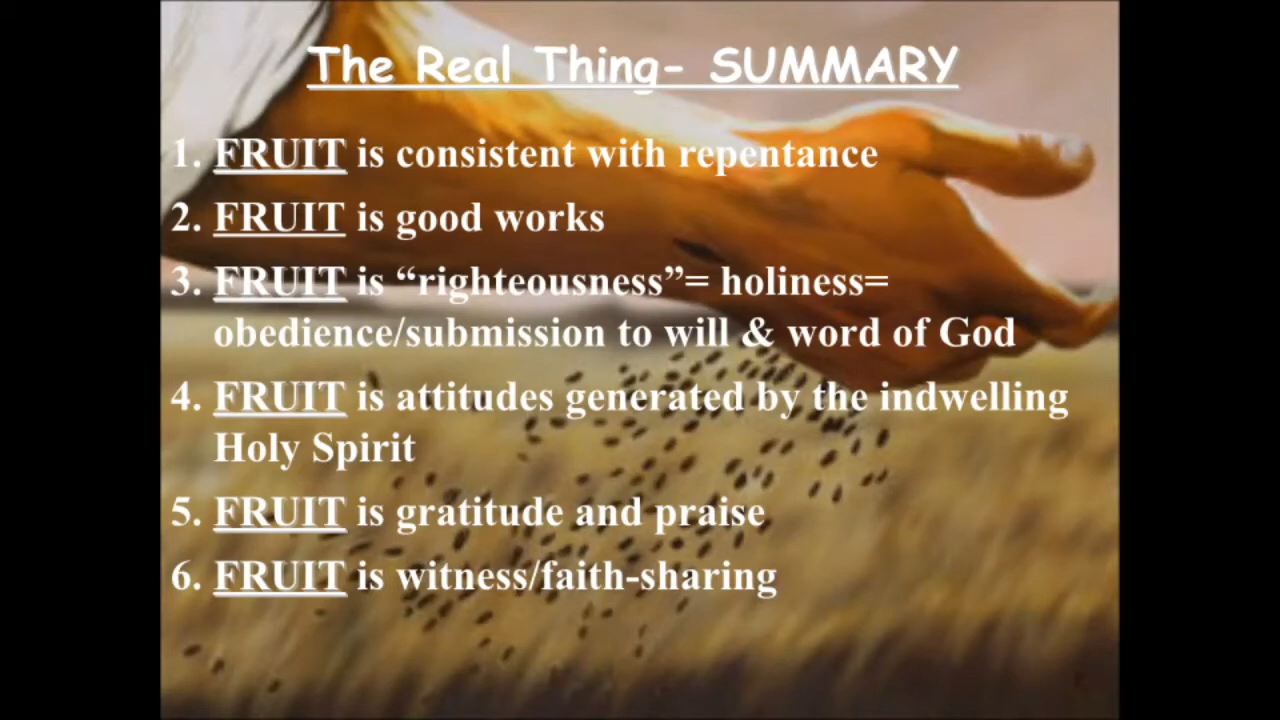 The Real Thing- SUMMARY
1. FRUIT is consistent with repentance
2. FRUIT is good works
3. FRUIT is “righteousness”= holiness=
obedience/submission to will & word of God
4. FRUIT is attitudes generated by the indwelling
Holy Spirit
5. FRUIT is gratitude and praise
6. FRUIT is witness/faith-sharing